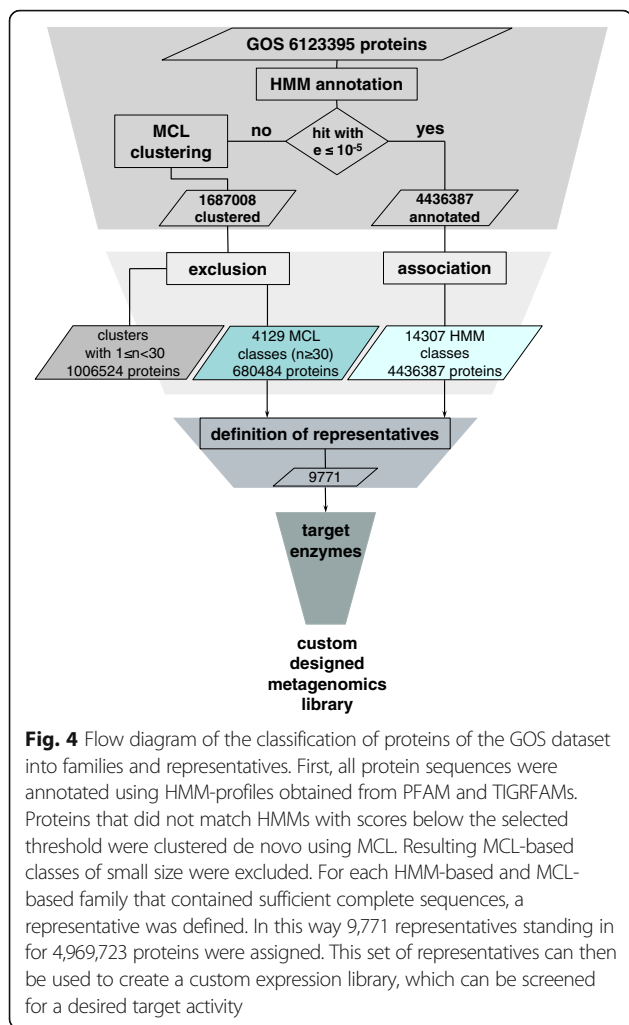 GOS 6123395 proteins
HMM annotation
MCL
clustering
no
hit with
e ≤ 10⁻⁵
yes
1687008
clustered
4436387
annotated
exclusion
association
clusters
with 1≤n<30
1006524 proteins
4129 MCL
classes (n≥30)
680484 proteins
14307 HMM
classes
4436387 proteins
definition of representatives
9771
target
enzymes
custom
designed
metagenomics
library
Fig. 4 Flow diagram of the classification of proteins of the GOS dataset
into families and representatives. First, all protein sequences were
annotated using HMM-profiles obtained from PFAM and TIGRFAMs.
Proteins that did not match HMMs with scores below the selected
threshold were clustered de novo using MCL. Resulting MCL-based
classes of small size were excluded. For each HMM-based and MCL-
based family that contained sufficient complete sequences, a
representative was defined. In this way 9,771 representatives standing in
for 4,969,723 proteins were assigned. This set of representatives can then
be used to create a custom expression library, which can be screened
for a desired target activity